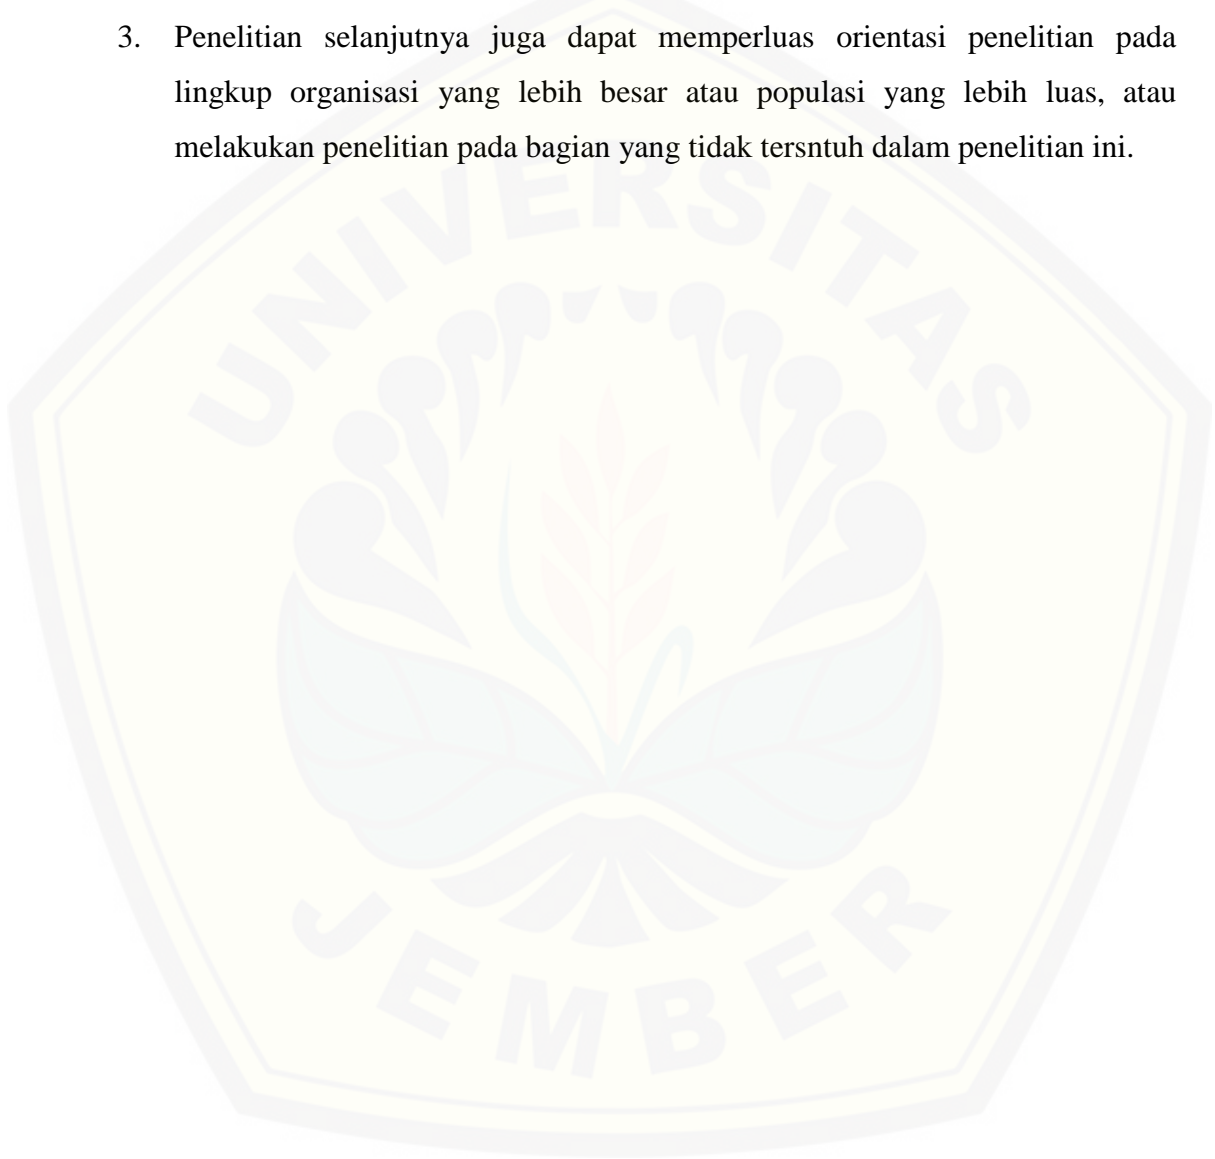 3. Penelitian selanjutnya juga dapat memperluas orientasi penelitian pada
lingkup organisasi yang lebih besar atau populasi yang lebih luas, atau
melakukan penelitian pada bagian yang tidak tersntuh dalam penelitian ini.
UNIVERSITAS
JEMBER